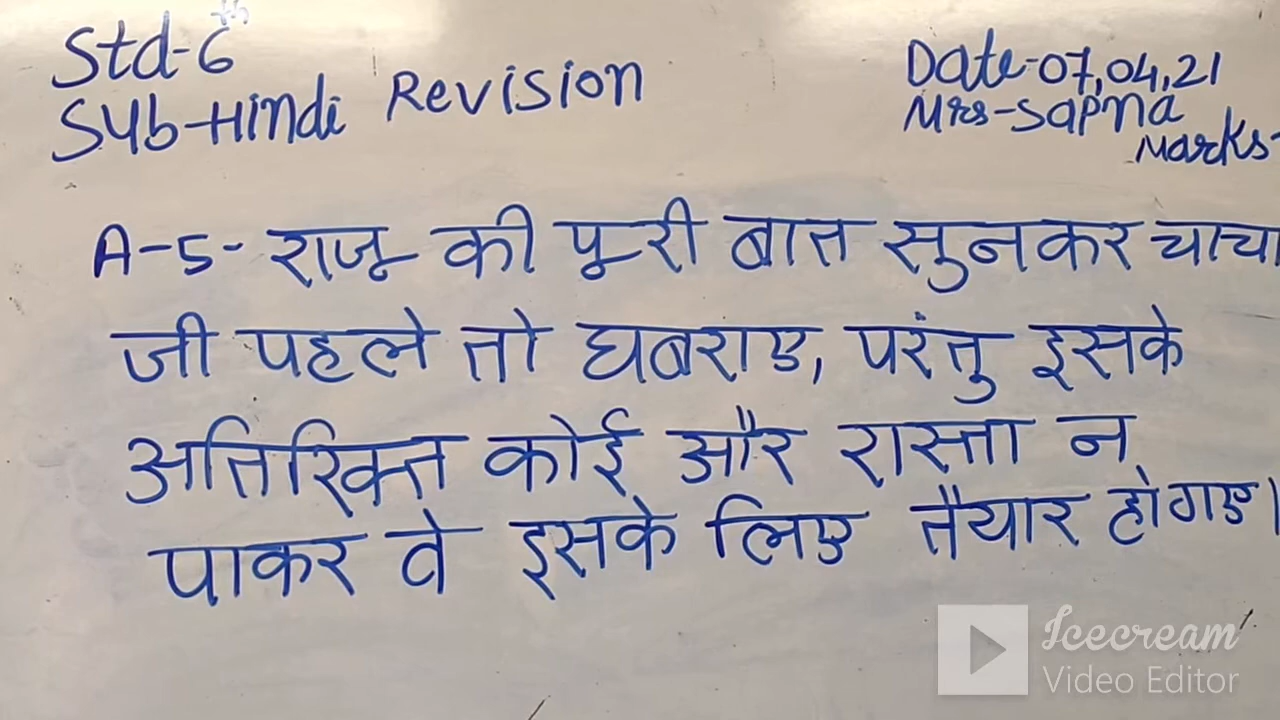 Std-6th
Sub-Hindi Revision
Date-07,04,21
Mrs-Sapna
Marks-
A-5- राजू की पूरी बात सुनकर चाचा
जी पहले तो घबराए, परंतु इसके
अतिरिक्त कोई और रास्ता न
पाकर वे इसके लिए तैयार हो गए।
Icecream
Video Editor